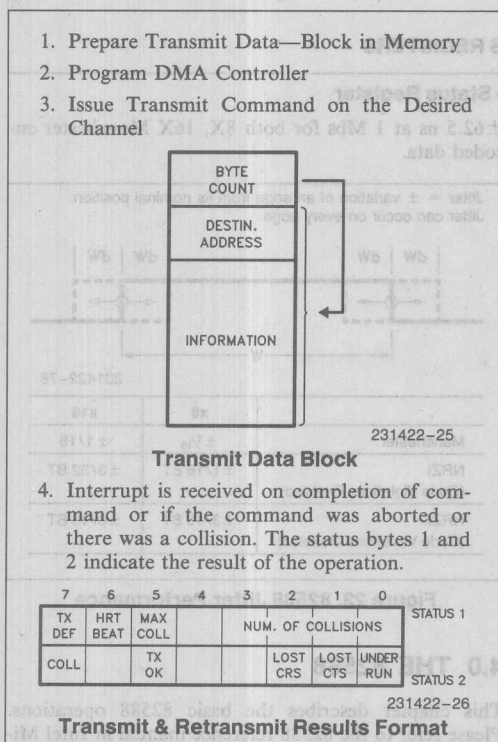 1. Prepare Transmit Data—Block in Memory
2. Program DMA Controller
3. Issue Transmit Command on the Desired
Channel
BYTE
COUNT
DESTIN.
ADDRESS
INFORMATION
231422-25
Transmit Data Block
4. Interrupt is received on completion of com-
mand or if the command was aborted or
there was a collision. The status bytes 1 and
2 indicate the result of the operation.
7 6 5 4 3 2 1 0
TX DEF HRT BEAT MAX COLL NUM. OF COLLISIONS STATUS 1
COLL TX OK LOST CRS LOST CTS UNDER RUN STATUS 2
231422-26
Transmit & Retransmit Results Format